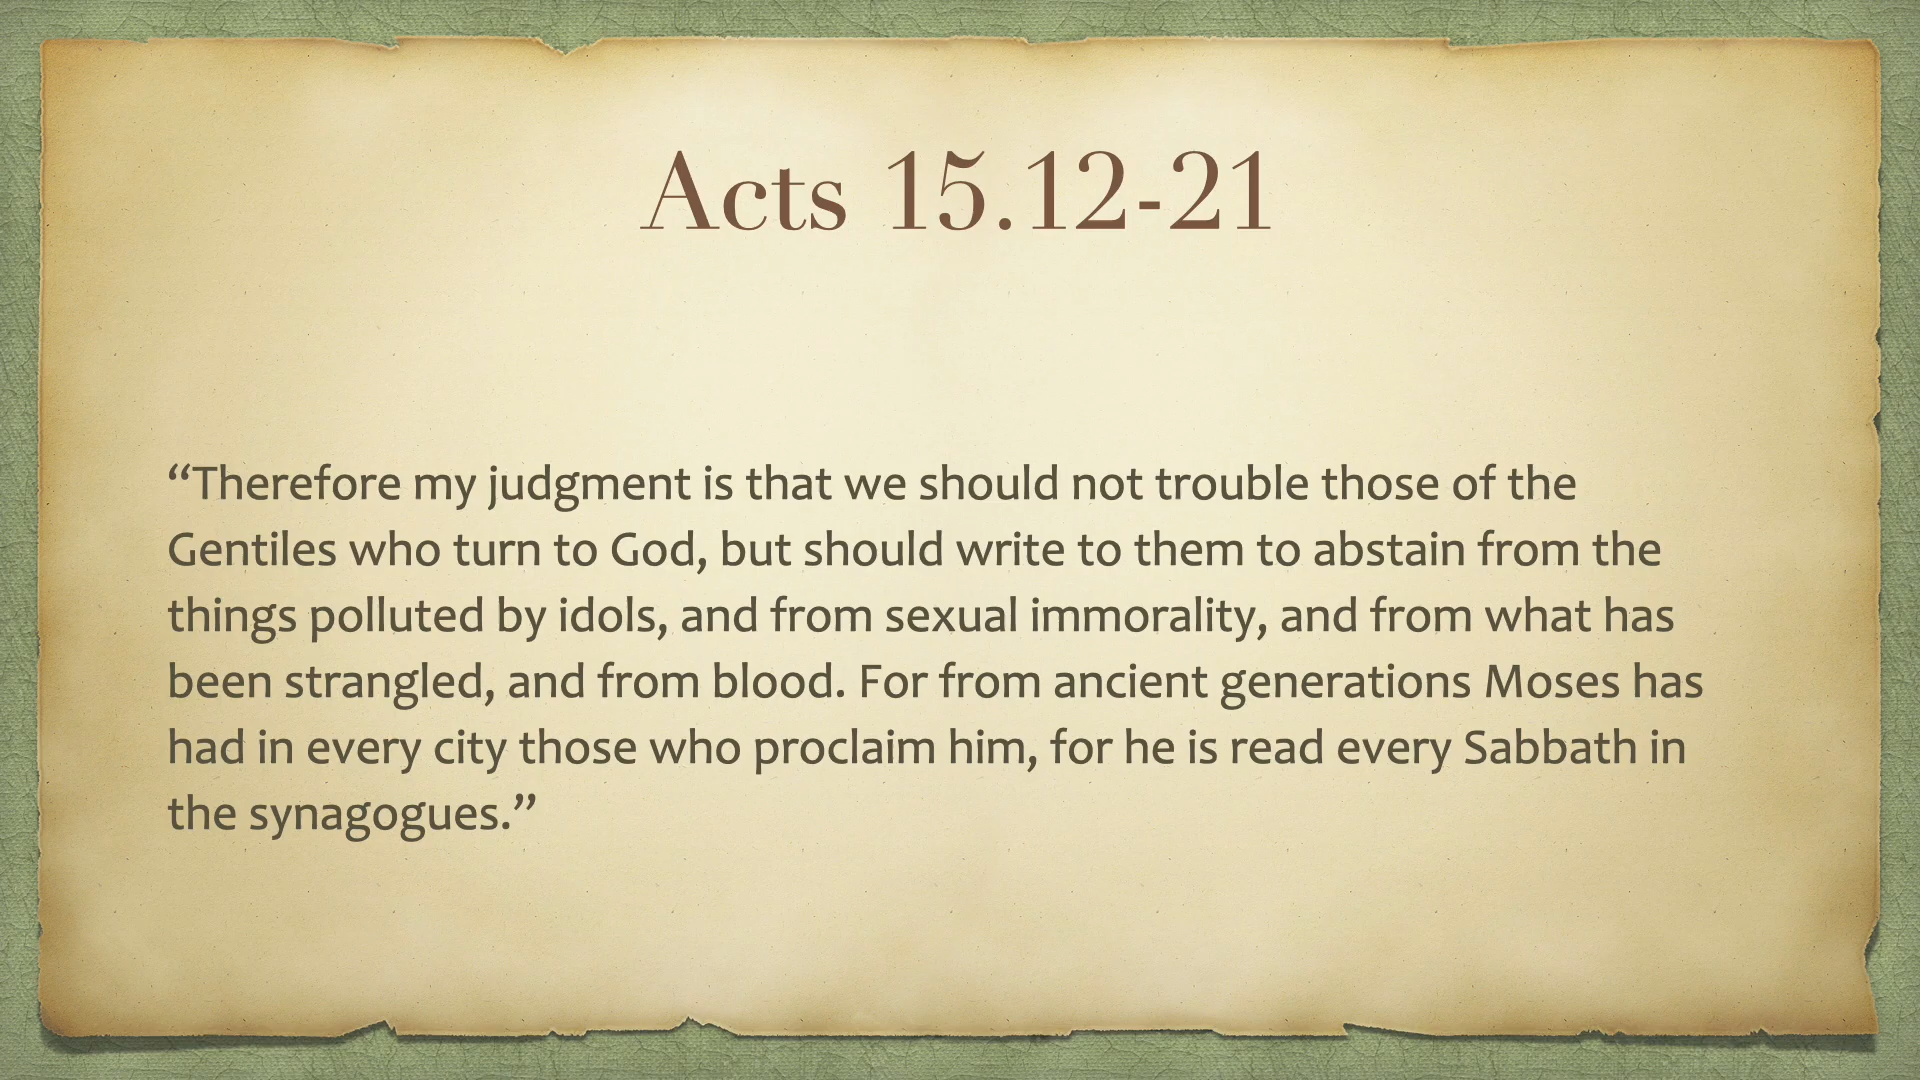 Acts 15.12-21
“Therefore my judgment is that we should not trouble those of the
Gentiles who turn to God, but should write to them to abstain from the
things polluted by idols, and from sexual immorality, and from what has
been strangled, and from blood. For from ancient generations Moses has
had in every city those who proclaim him, for he is read every Sabbath in
the synagogues.”